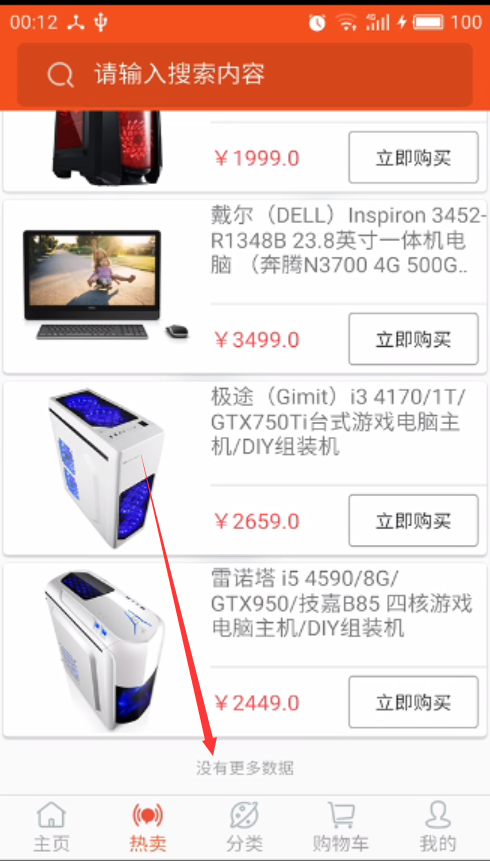 00:12 100
请输入搜索内容
￥1999.0 立即购买
戴尔（DELL）Inspiron 3452-
R1348B 23.8英寸一体机电
脑 （奔腾N3700 4G 500G..
￥3499.0 立即购买
极途（Gimit）i3 4170/1T/
GTX750Ti台式游戏电脑主
机/DIY组装机
￥2659.0 立即购买
雷诺塔 i5 4590/8G/
GTX950/技嘉B85 四核游戏
电脑主机/DIY组装机
￥2449.0 立即购买
没有更多数据
主页 热卖 分类 购物车 我的